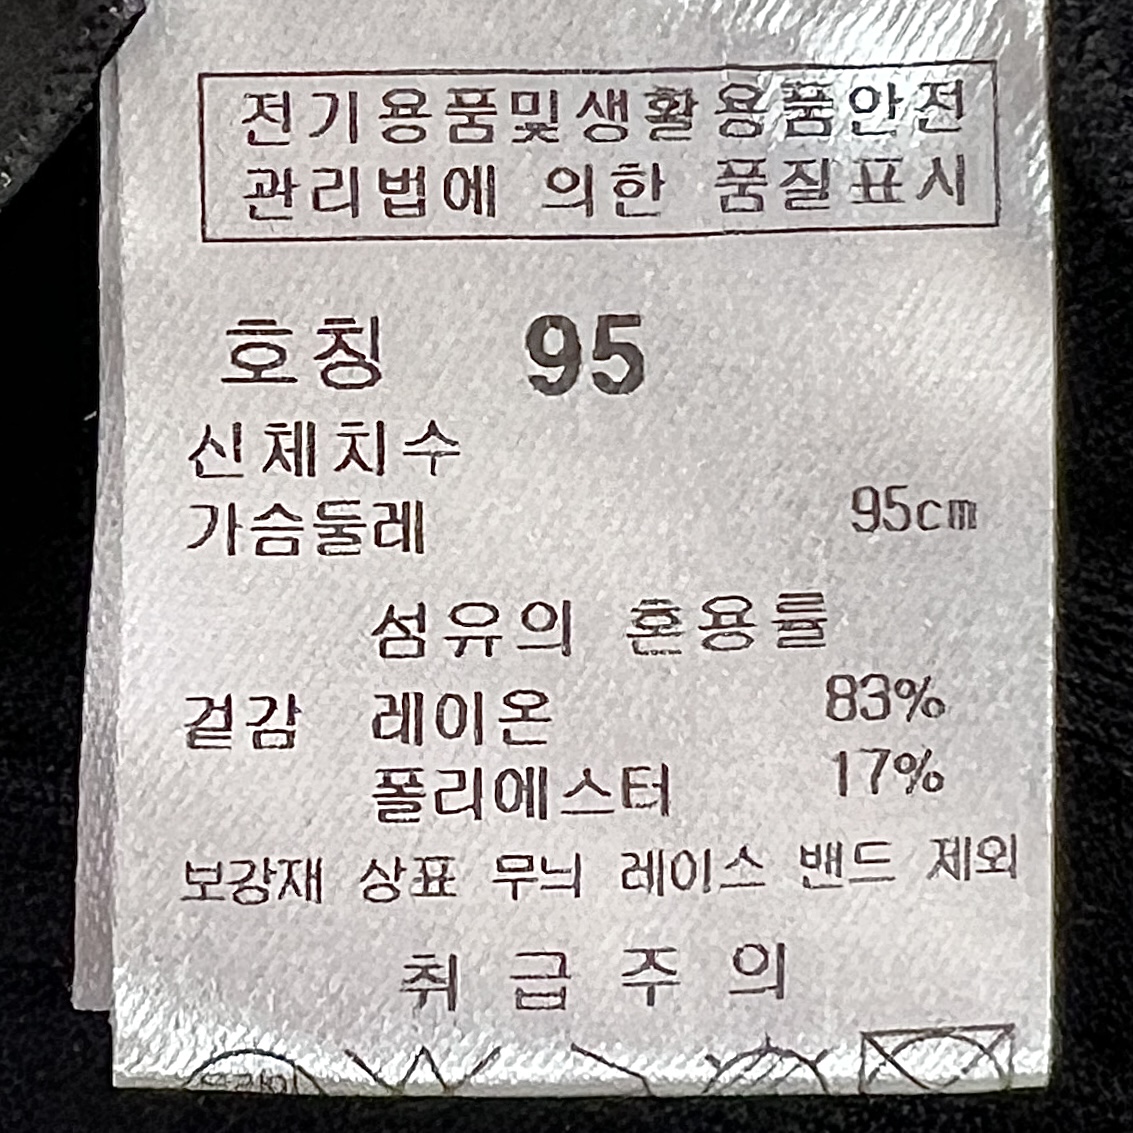 전기용품및생활용품안전
관리법에 의한 품질표시
호칭 95
신체치수
가슴둘레 95cm
섬유의 혼용률
겉감 레이온 83%
폴리에스터 17%
보강재 상표 무늬 레이스 밴드 제외
취급주의